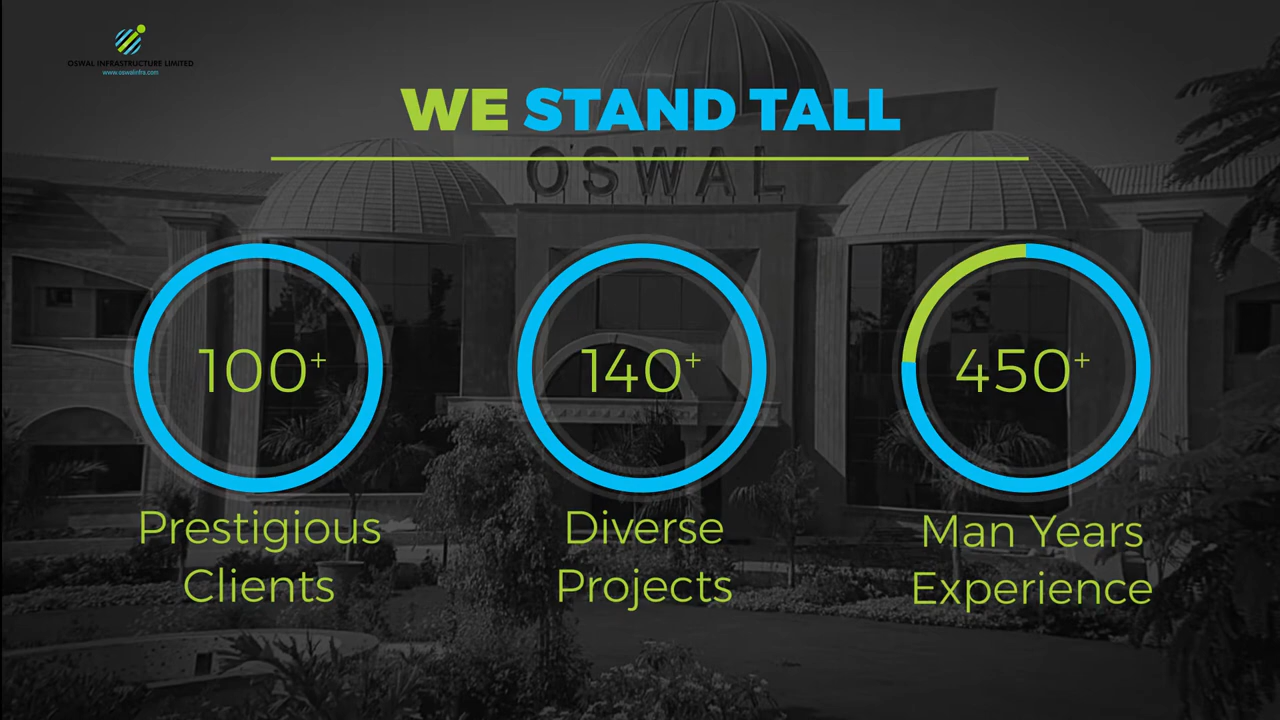 OSWAL INFRASTRUCTURE LIMITED
www.oswalinfra.com
WE STAND TALL
OSWAL
100+
140+
450+
Prestigious
Clients
Diverse
Projects
Man Years
Experience